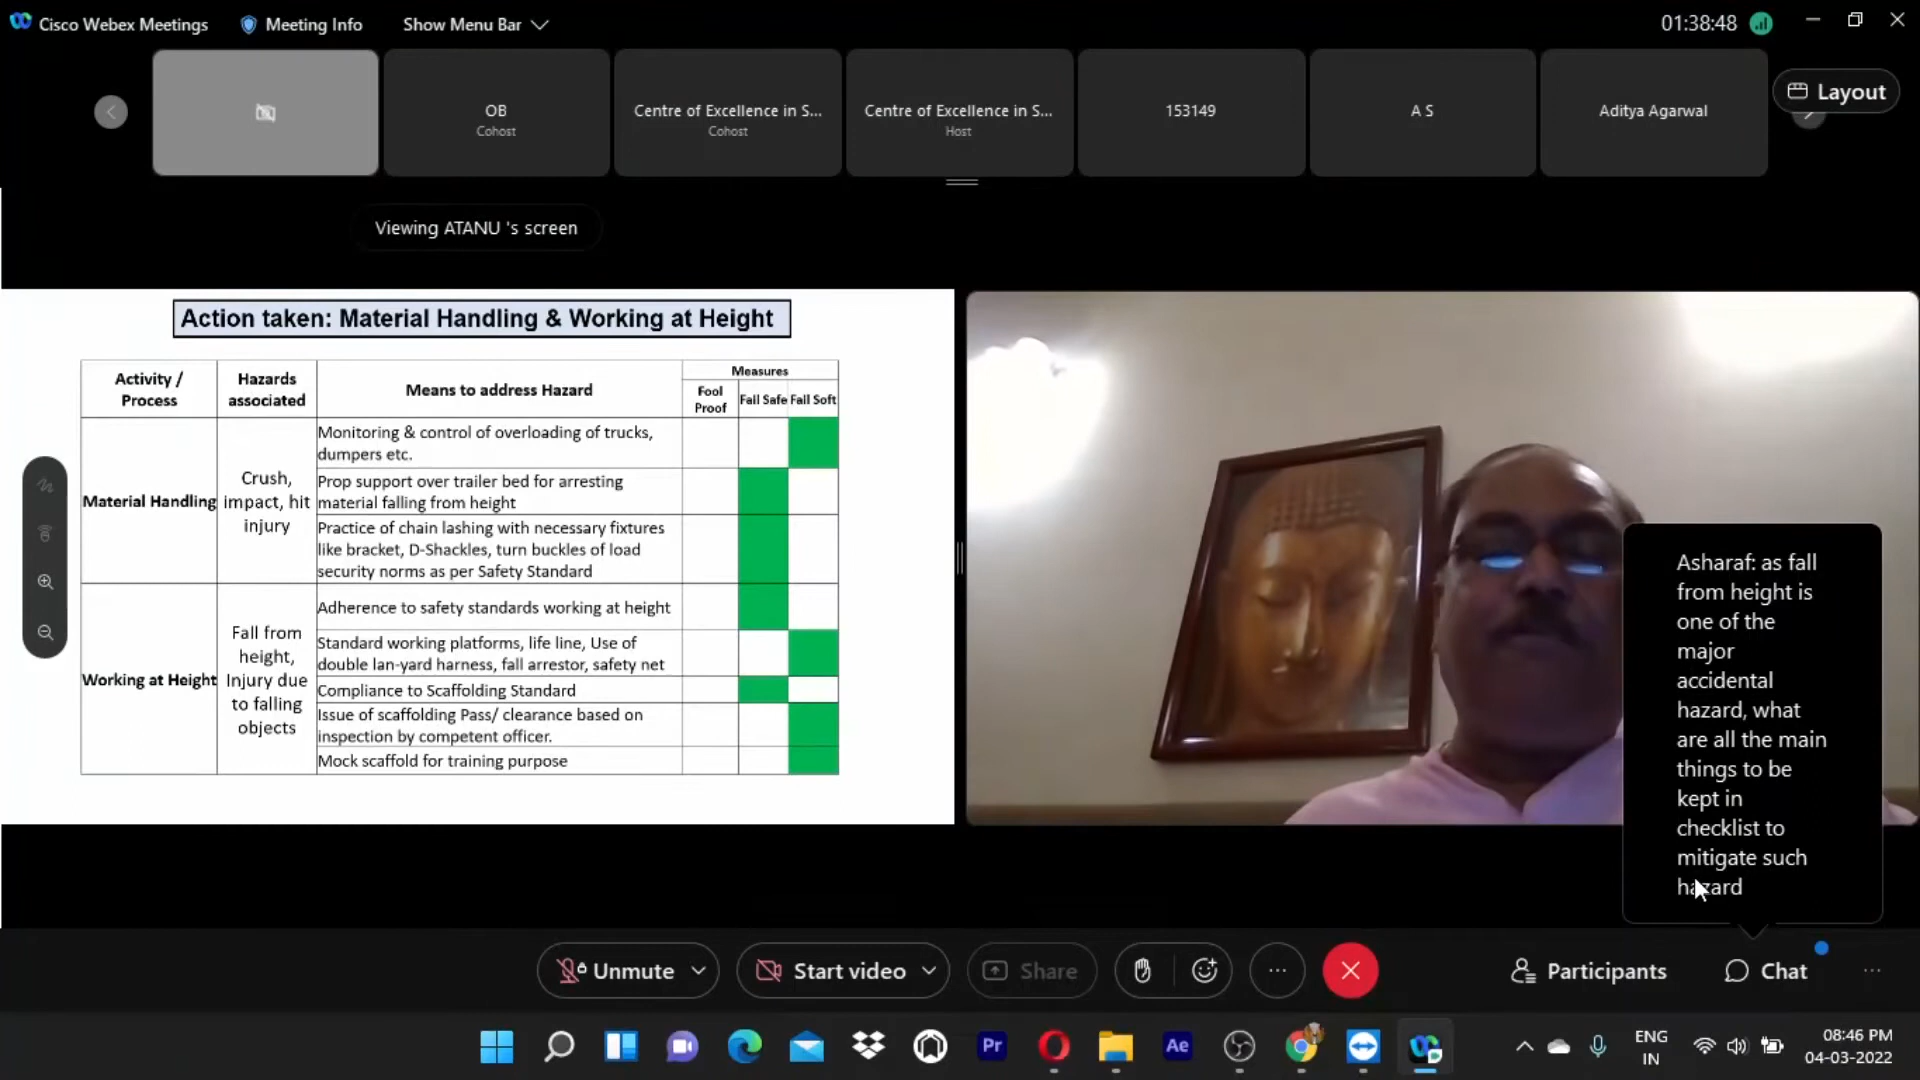 Cisco Webex Meetings
Meeting Info
Show Menu Bar
01:38:48
OB
Cohost
Centre of Excellence in S...
Cohost
Centre of Excellence in S...
Host
153149
A S
Aditya Agarwal
Layout
Viewing ATANU 's screen
Action taken: Material Handling & Working at Height
Activity /
Process
Hazards
associated
Means to address Hazard
Measures
Fool
Proof
Fail Safe
Fail Soft
Material Handling
Crush,
impact, hit
injury
Monitoring & control of overloading of trucks,
dumpers etc.
Prop support over trailer bed for arresting
material falling from height
Practice of chain lashing with necessary fixtures
like bracket, D-Shackles, turn buckles of load
security norms as per Safety Standard
Working at Height
Fall from
height,
Injury due
to falling
objects
Adherence to safety standards working at height
Standard working platforms, life line, Use of
double lan-yard harness, fall arrestor, safety net
Compliance to Scaffolding Standard
Issue of scaffolding Pass/ clearance based on
inspection by competent officer.
Mock scaffold for training purpose
Asharaf: as fall
from height is
one of the
major
accidental
hazard, what
are all the main
things to be
kept in
checklist to
mitigate such
hazard
Unmute
Start video
Share
Participants
Chat
Pr
Ae
ENG
IN
08:46 PM
04-03-2022